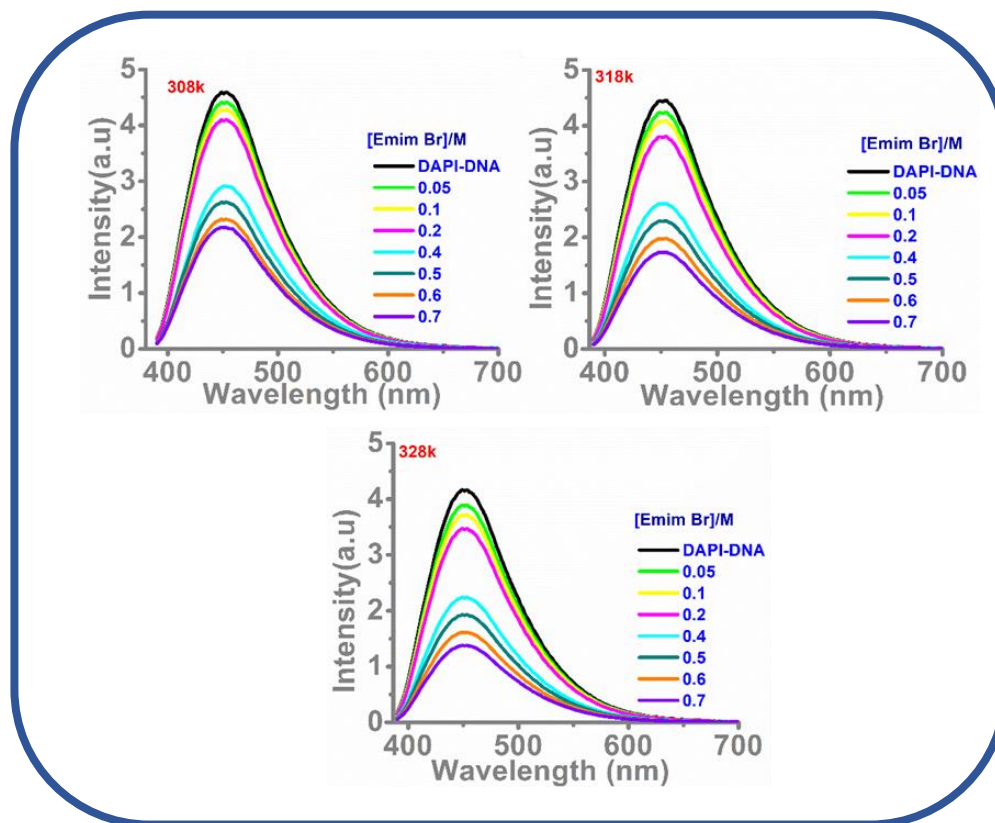 308k
[Emim Br]/M
DAPI-DNA
0.05
0.1
0.2
0.4
0.5
0.6
0.7
Intensity(a.u)
5
4
3
2
1
0
400 500 600 700
Wavelength (nm)
318k
[Emim Br]/M
DAPI-DNA
0.05
0.1
0.2
0.4
0.5
0.6
0.7
Intensity(a.u)
5
4
3
2
1
0
400 500 600 700
Wavelength (nm)
328k
[Emim Br]/M
DAPI-DNA
0.05
0.1
0.2
0.4
0.5
0.6
0.7
Intensity(a.u)
5
4
3
2
1
0
400 500 600 700
Wavelength (nm)